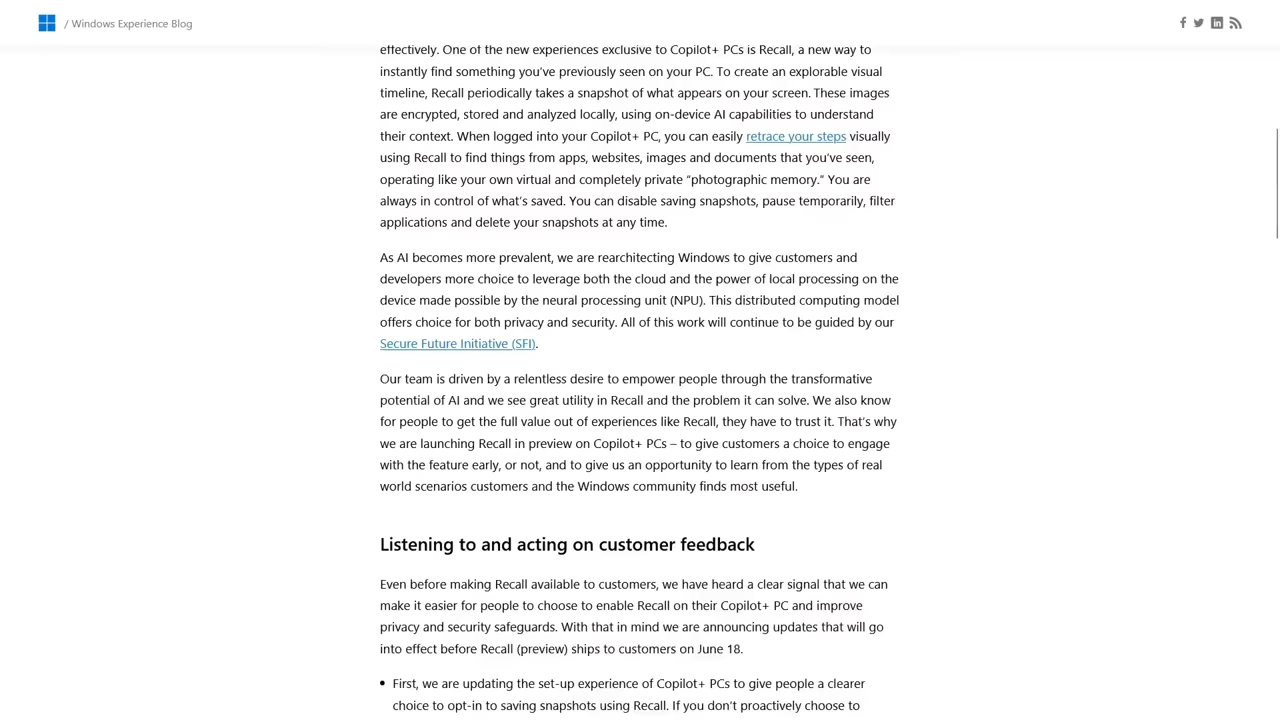 / Windows Experience Blog
effectively. One of the new experiences exclusive to Copilot+ PCs is Recall, a new way to
instantly find something you’ve previously seen on your PC. To create an explorable visual
timeline, Recall periodically takes a snapshot of what appears on your screen. These images
are encrypted, stored and analyzed locally, using on-device AI capabilities to understand
their context. When logged into your Copilot+ PC, you can easily retrace your steps visually
using Recall to find things from apps, websites, images and documents that you’ve seen,
operating like your own virtual and completely private “photographic memory.” You are
always in control of what’s saved. You can disable saving snapshots, pause temporarily, filter
applications and delete your snapshots at any time.
As AI becomes more prevalent, we are rearchitecting Windows to give customers and
developers more choice to leverage both the cloud and the power of local processing on the
device made possible by the neural processing unit (NPU). This distributed computing model
offers choice for both privacy and security. All of this work will continue to be guided by our
Secure Future Initiative (SFI).
Our team is driven by a relentless desire to empower people through the transformative
potential of AI and we see great utility in Recall and the problem it can solve. We also know
for people to get the full value out of experiences like Recall, they have to trust it. That’s why
we are launching Recall in preview on Copilot+ PCs – to give customers a choice to engage
with the feature early, or not, and to give us an opportunity to learn from the types of real
world scenarios customers and the Windows community finds most useful.
Listening to and acting on customer feedback
Even before making Recall available to customers, we have heard a clear signal that we can
make it easier for people to choose to enable Recall on their Copilot+ PC and improve
privacy and security safeguards. With that in mind we are announcing updates that will go
into effect before Recall (preview) ships to customers on June 18.
• First, we are updating the set-up experience of Copilot+ PCs to give people a clearer
choice to opt-in to saving snapshots using Recall. If you don’t proactively choose to